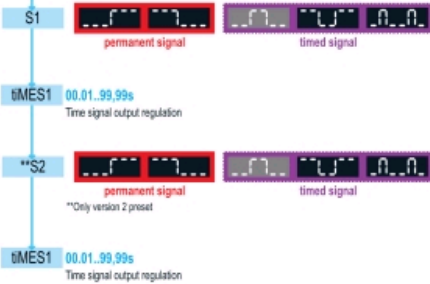 S1
permanent signal timed signal
tiMES1 00.01..99,99s
Time signal output regulation
**S2
permanent signal timed signal
**Only version 2 preset
tiMES1 00.01..99,99s
Time signal output regulation